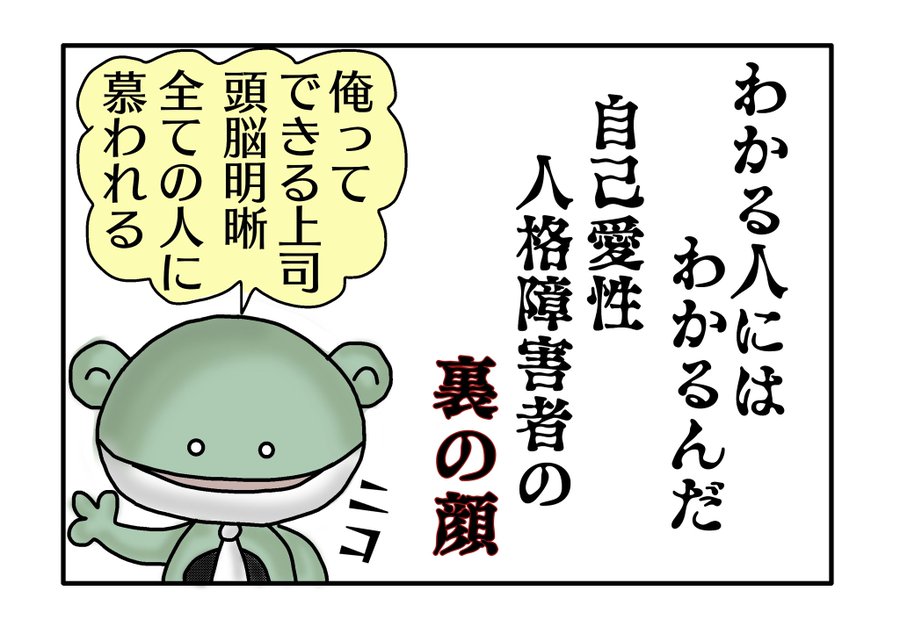 わかる人には
わかるんだ
自己愛性
人格障害者の
裏の顔
俺って
できる上司
頭脳明晰
全ての人に
慕われる
ニコ